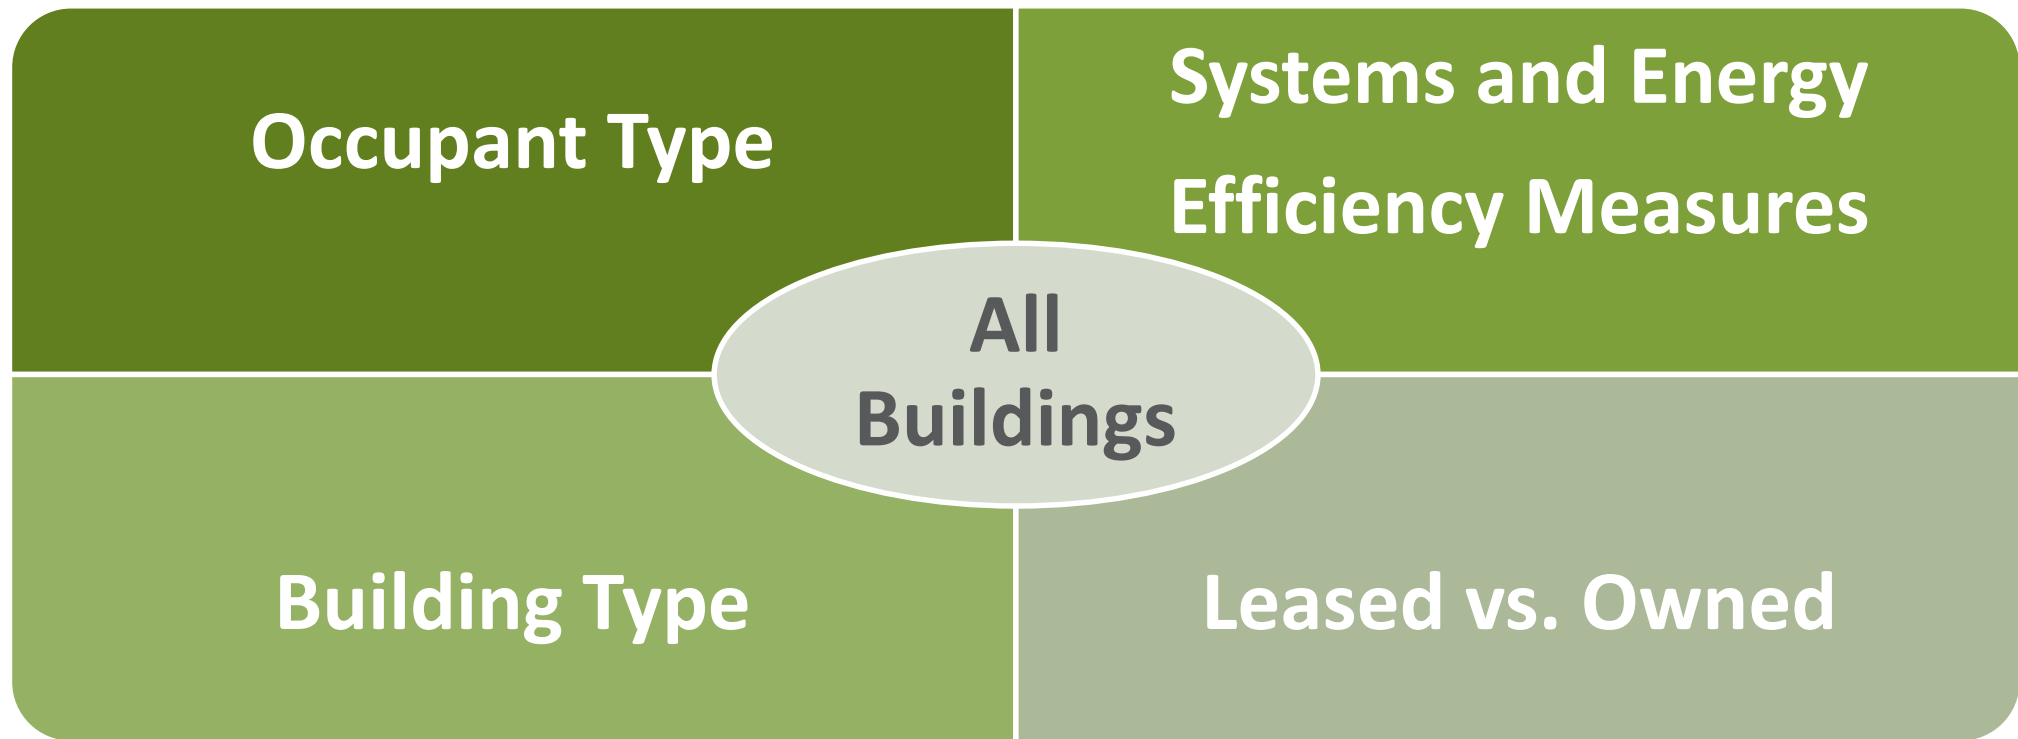 Occupant Type
Systems and Energy
Efficiency Measures
All
Buildings
Building Type
Leased vs. Owned